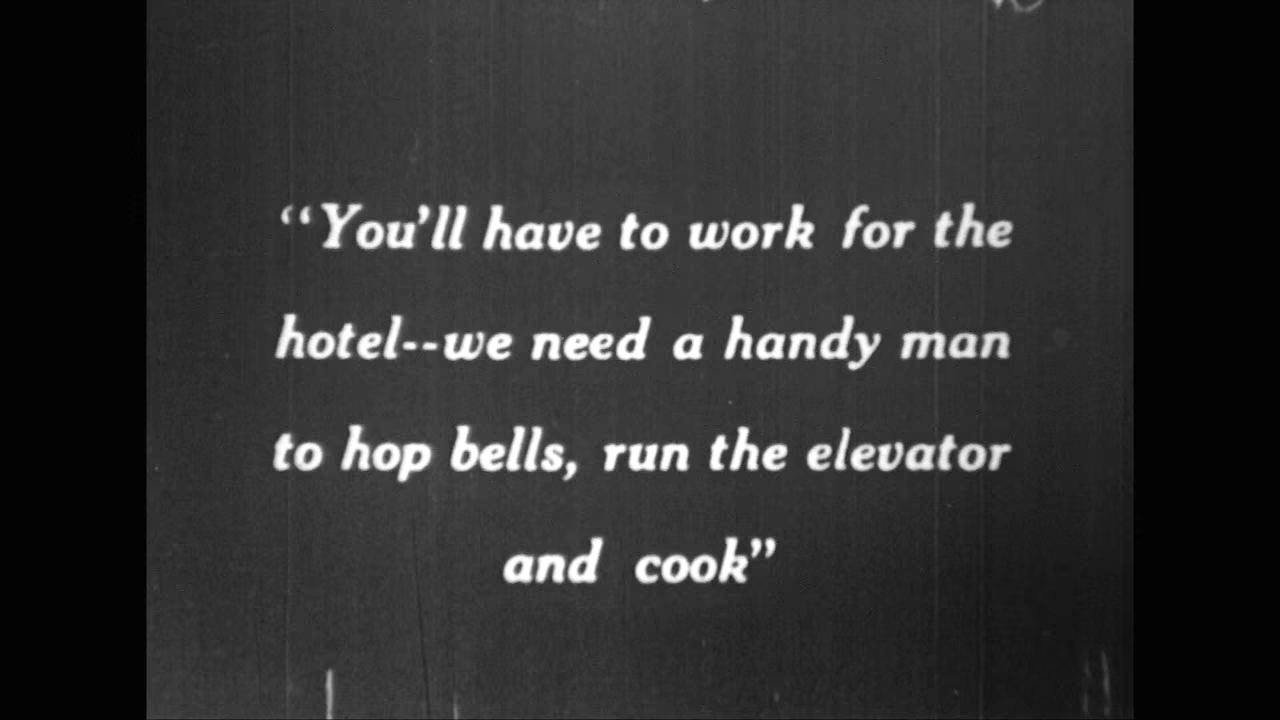 “You’ll have to work for the
hotel--we need a handy man
to hop bells, run the elevator
and cook”